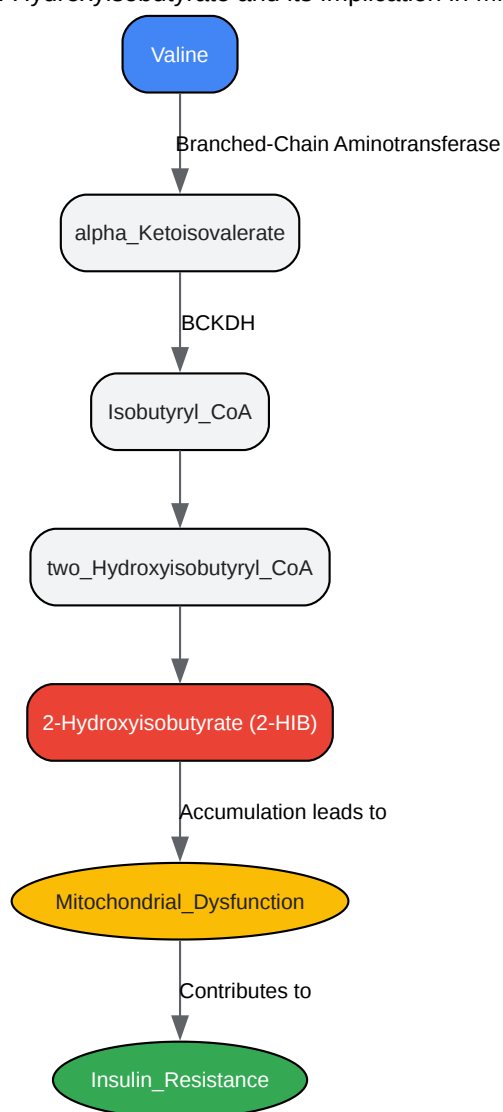 Hydroxyisobutyrate and its Implication in
Valine
Branched-Chain Aminotransferase
alpha_Ketoisovalerate
BCKDH
Isobutyryl_CoA
two_Hydroxyisobutyryl_CoA
2-Hydroxyisobutyrate (2-HIB)
Accumulation leads to
Mitochondrial_Dysfunction
Contributes to
Insulin_Resistance